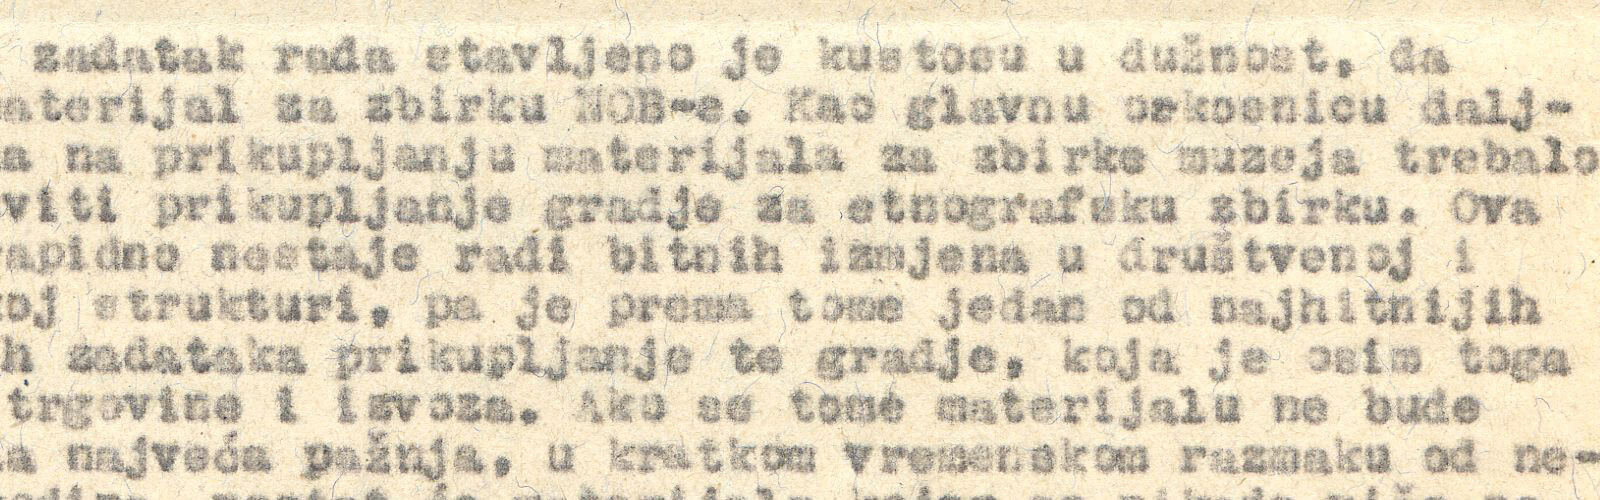 zadatak rada stavljeno je kustosu u dužnost, da
aterijal za zbirku NOB-e. Kao glavnu oskosnicu dalj-
a na prikupljanju materijala za zbirke muzeja trebalo
viti prikupljanje gradje za etnografsku zbirku. Ova
rapidno nestaje radi bitnih izmjena u društvenoj i
oj strukturi, pa je prema tome jedan od najhitnijih
h zadataka prikupljanje te gradje, koja je osim toga
trgovine i izvoza. Ako se tome materijalu ne bude
a najveća pažnja, u kratkom vremenskom razmaku od ne-